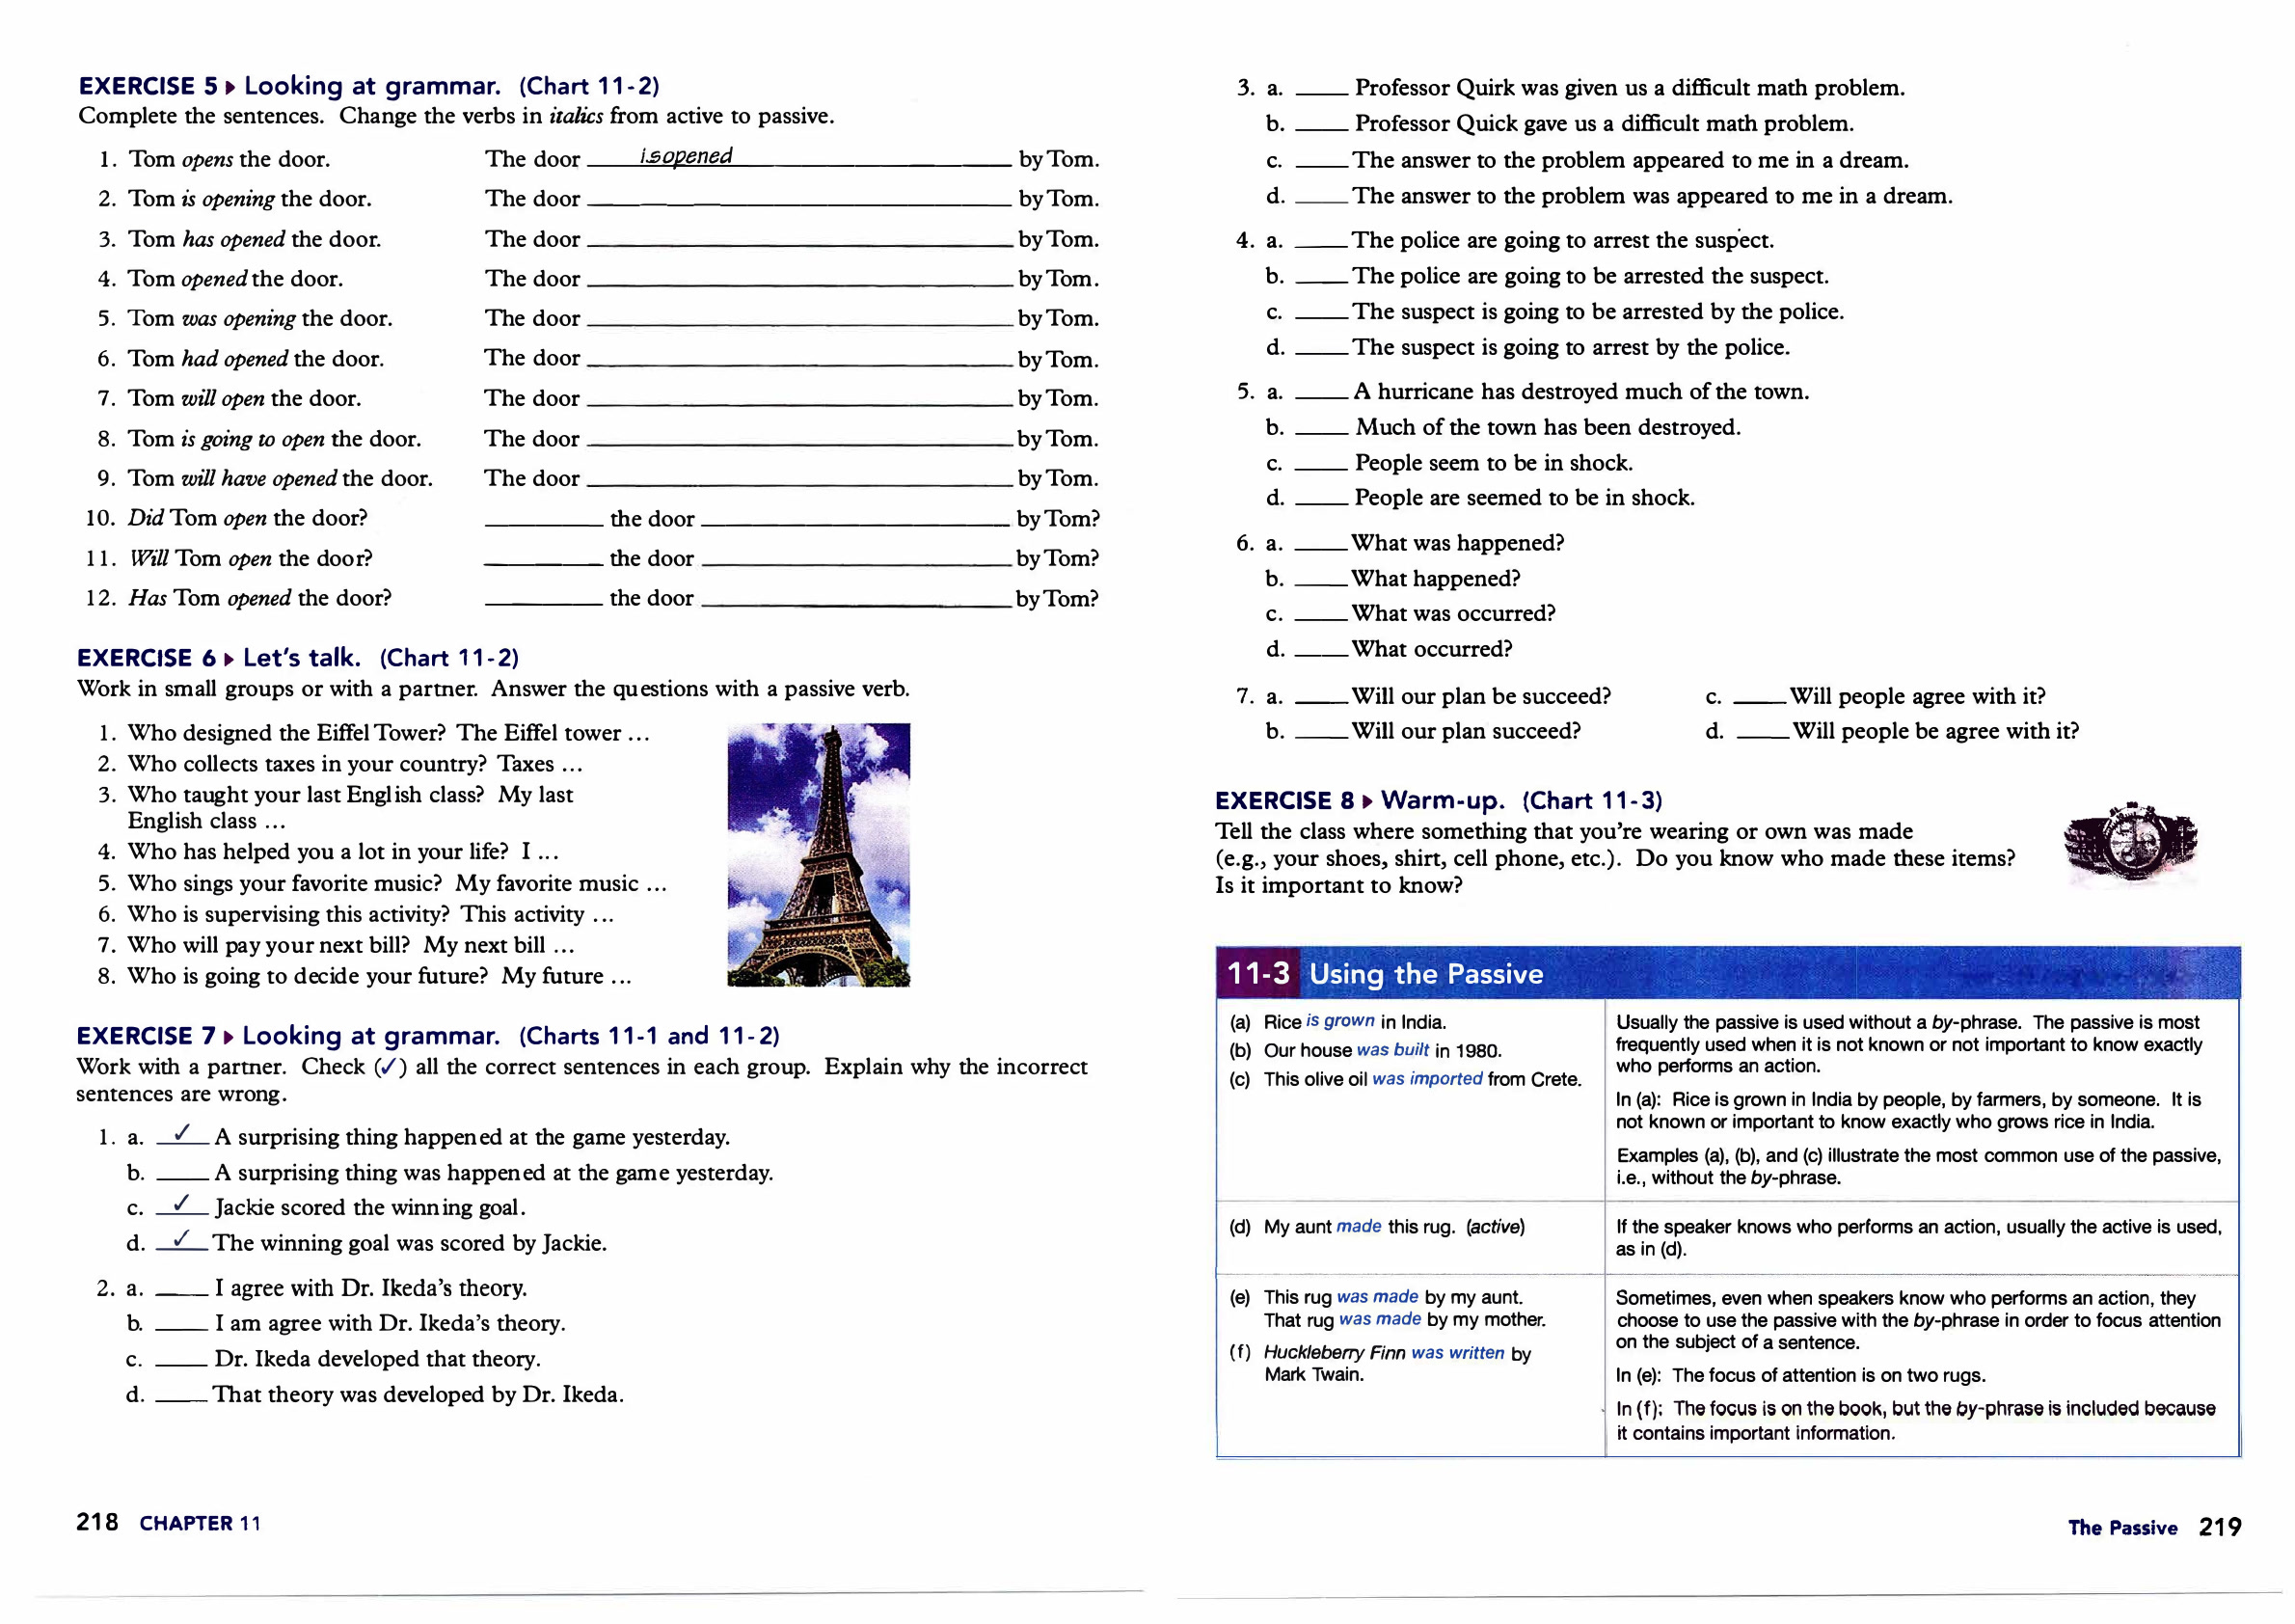 EXERCISE 5 ▸ Looking at grammar. (Chart 11-2)
Complete the sentences. Change the verbs in italics from active to passive.
1. Tom opens the door. The door ____is opened____ by Tom.
2. Tom is opening the door. The door ________ by Tom.
3. Tom has opened the door. The door ________ by Tom.
4. Tom opened the door. The door ________ by Tom.
5. Tom was opening the door. The door ________ by Tom.
6. Tom had opened the door. The door ________ by Tom.
7. Tom will open the door. The door ________ by Tom.
8. Tom is going to open the door. The door ________ by Tom.
9. Tom will have opened the door. The door ________ by Tom.
10. Did Tom open the door? ________ the door ________ by Tom?
11. Will Tom open the door? ________ the door ________ by Tom?
12. Has Tom opened the door? ________ the door ________ by Tom?
EXERCISE 6 ▸ Let's talk. (Chart 11-2)
Work in small groups or with a partner. Answer the questions with a passive verb.
1. Who designed the Eiffel Tower? The Eiffel tower ...
2. Who collects taxes in your country? Taxes ...
3. Who taught your last English class? My last
English class ...
4. Who has helped you a lot in your life? I ...
5. Who sings your favorite music? My favorite music ...
6. Who is supervising this activity? This activity ...
7. Who will pay your next bill? My next bill ...
8. Who is going to decide your future? My future ...
EXERCISE 7 ▸ Looking at grammar. (Charts 11-1 and 11-2)
Work with a partner. Check (✓) all the correct sentences in each group. Explain why the incorrect
sentences are wrong.
1. a. ✓ A surprising thing happened at the game yesterday.
b. ____ A surprising thing was happened at the game yesterday.
c. ✓ Jackie scored the winning goal.
d. ✓ The winning goal was scored by Jackie.
2. a. ____ I agree with Dr. Ikeda's theory.
b. ____ I am agree with Dr. Ikeda's theory.
c. ____ Dr. Ikeda developed that theory.
d. ____ That theory was developed by Dr. Ikeda.
218 CHAPTER 11
3. a. ____ Professor Quirk was given us a difficult math problem.
b. ____ Professor Quick gave us a difficult math problem.
c. ____ The answer to the problem appeared to me in a dream.
d. ____ The answer to the problem was appeared to me in a dream.
4. a. ____ The police are going to arrest the suspect.
b. ____ The police are going to be arrested the suspect.
c. ____ The suspect is going to be arrested by the police.
d. ____ The suspect is going to arrest by the police.
5. a. ____ A hurricane has destroyed much of the town.
b. ____ Much of the town has been destroyed.
c. ____ People seem to be in shock.
d. ____ People are seemed to be in shock.
6. a. ____ What was happened?
b. ____ What happened?
c. ____ What was occurred?
d. ____ What occurred?
7. a. ____ Will our plan be succeed? c. ____ Will people agree with it?
b. ____ Will our plan succeed? d. ____ Will people be agree with it?
EXERCISE 8 ▸ Warm-up. (Chart 11-3)
Tell the class where something that you're wearing or own was made
(e.g., your shoes, shirt, cell phone, etc.). Do you know who made these items?
Is it important to know?
11-3 Using the Passive
(a) Rice is grown in India.
(b) Our house was built in 1980.
(c) This olive oil was imported from Crete.
Usually the passive is used without a by-phrase. The passive is most
frequently used when it is not known or not important to know exactly
who performs an action.
In (a): Rice is grown in India by people, by farmers, by someone. It is
not known or important to know exactly who grows rice in India.
Examples (a), (b), and (c) illustrate the most common use of the passive,
i.e., without the by-phrase.
(d) My aunt made this rug. (active)
If the speaker knows who performs an action, usually the active is used,
as in (d).
(e) This rug was made by my aunt.
That rug was made by my mother.
(f) Huckleberry Finn was written by
Mark Twain.
Sometimes, even when speakers know who performs an action, they
choose to use the passive with the by-phrase in order to focus attention
on the subject of a sentence.
In (e): The focus of attention is on two rugs.
In (f): The focus is on the book, but the by-phrase is included because
it contains important information.
The Passive 219